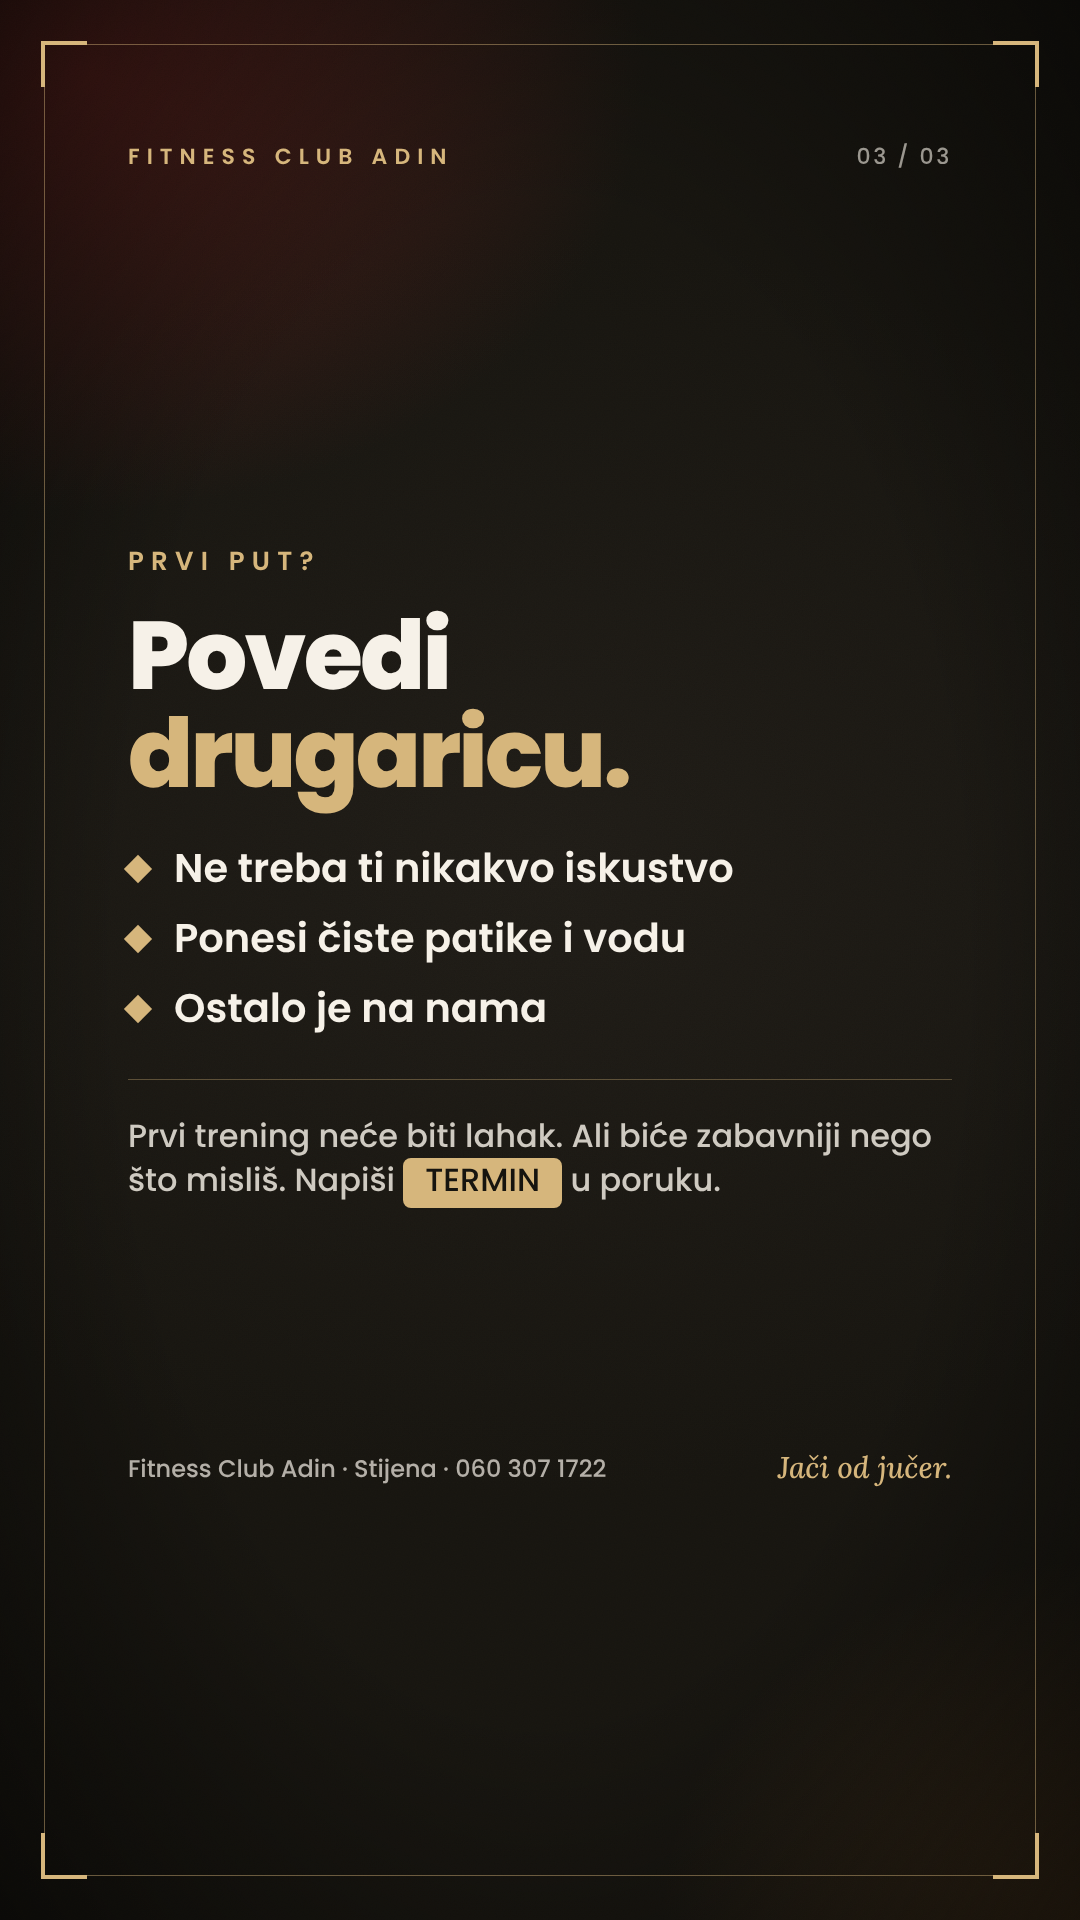 FITNESS CLUB ADIN
03 / 03
PRVI PUT?
Povedi
drugaricu.
Ne treba ti nikakvo iskustvo
Ponesi čiste patike i vodu
Ostalo je na nama
Prvi trening neće biti lahak. Ali biće zabavniji nego
što misliš. Napiši TERMIN u poruku.
Fitness Club Adin · Stijena · 060 307 1722
Jači od jučer.